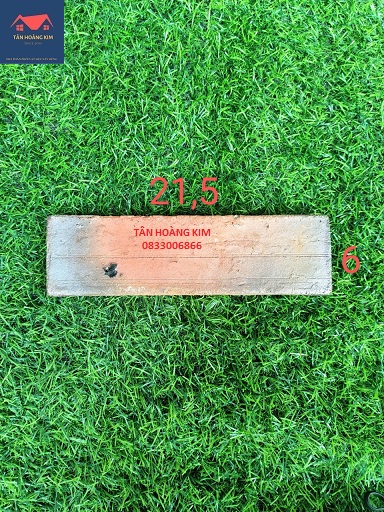 TÂN HOÀNG KIM
21,5
TÂN HOÀNG KIM
0833006866
6